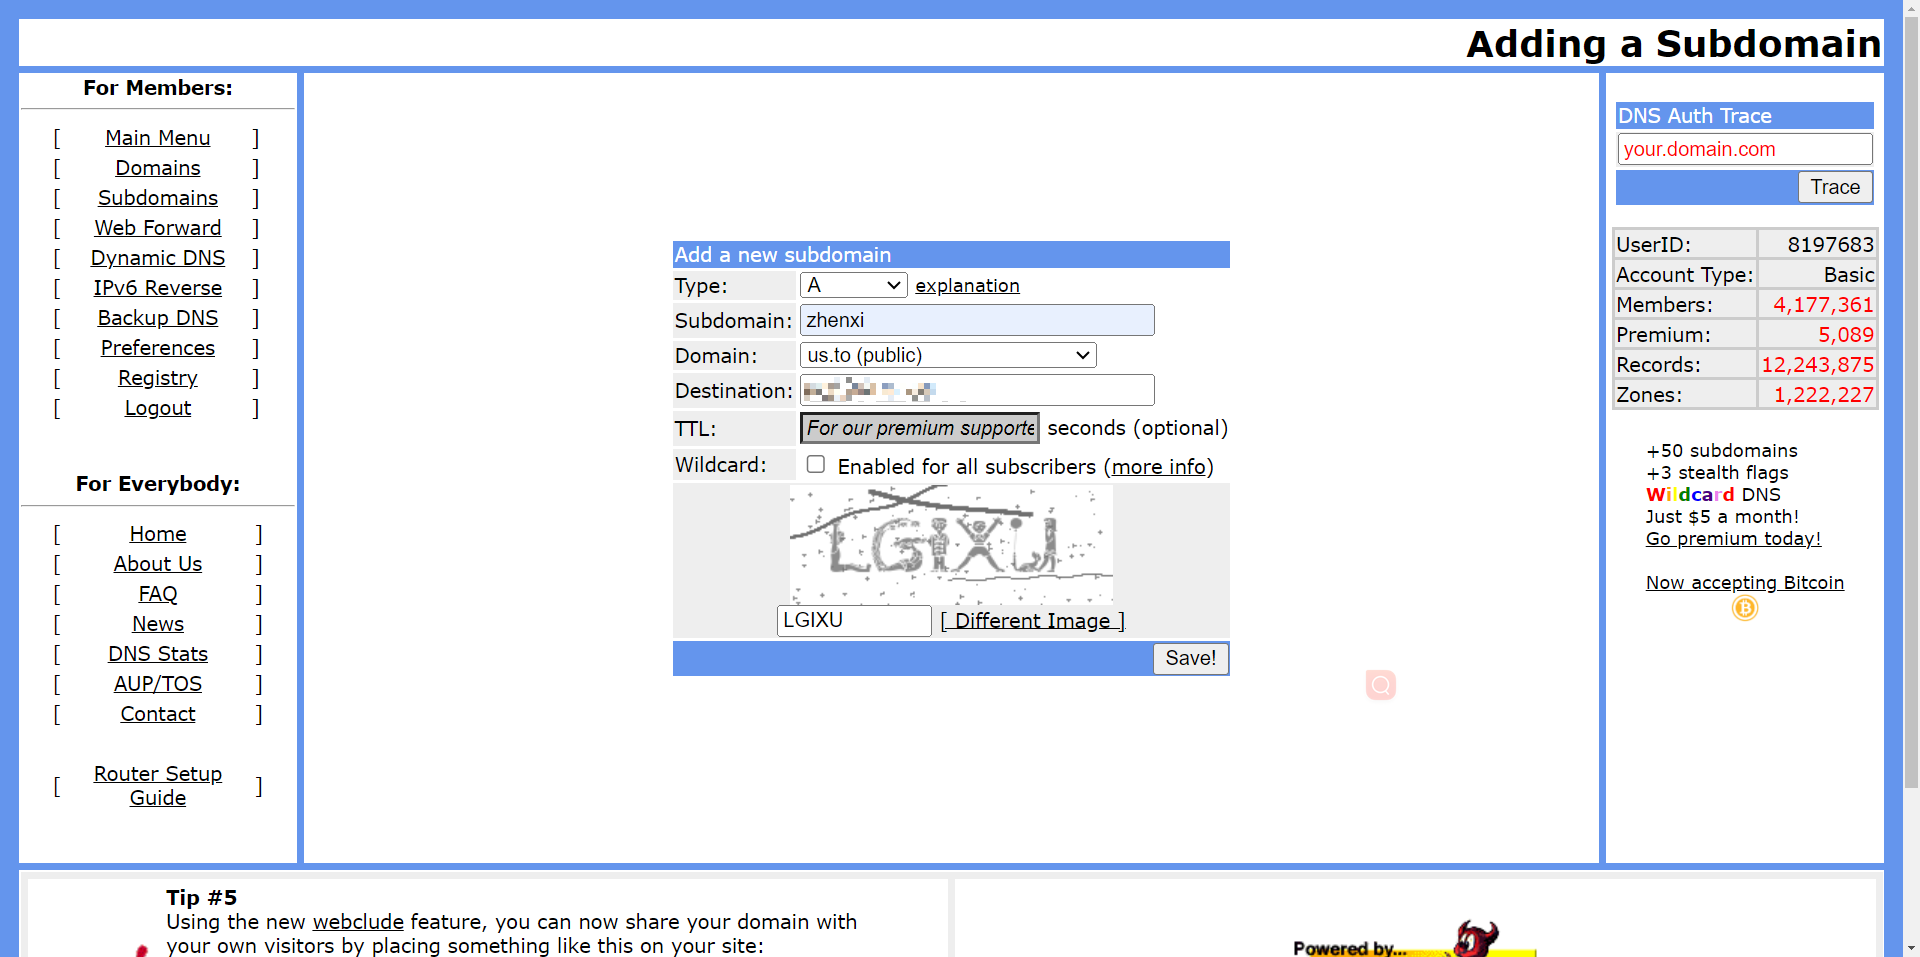 Adding a Subdomain
For Members:
[ Main Menu ]
[ Domains ]
[ Subdomains ]
[ Web Forward ]
[ Dynamic DNS ]
[ IPv6 Reverse ]
[ Backup DNS ]
[ Preferences ]
[ Registry ]
[ Logout ]
For Everybody:
[ Home ]
[ About Us ]
[ FAQ ]
[ News ]
[ DNS Stats ]
[ AUP/TOS ]
[ Contact ]
[ Router Setup
Guide ]
Add a new subdomain
Type: A explanation
Subdomain: zhenxi
Domain: us.to (public)
Destination:
TTL: For our premium supporte seconds (optional)
Wildcard: Enabled for all subscribers (more info)
LGIXU
LGIXU [ Different Image ]
Save!
DNS Auth Trace
your.domain.com
Trace
UserID: 8197683
Account Type: Basic
Members: 4,177,361
Premium: 5,089
Records: 12,243,875
Zones: 1,222,227
+50 subdomains
+3 stealth flags
Wildcard DNS
Just $5 a month!
Go premium today!
Now accepting Bitcoin
Tip #5
Using the new webclude feature, you can now share your domain with
your own visitors by placing something like this on your site:
Powered by...